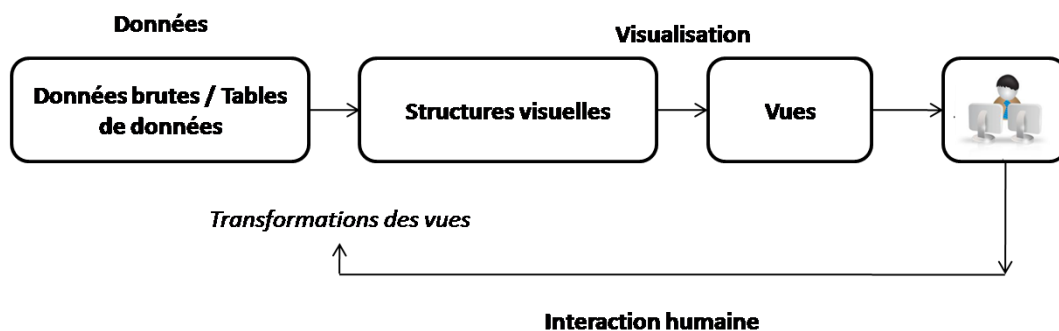 Données
Visualisation
Données brutes / Tables
de données
Structures visuelles
Vues
Transformations des vues
Interaction humaine